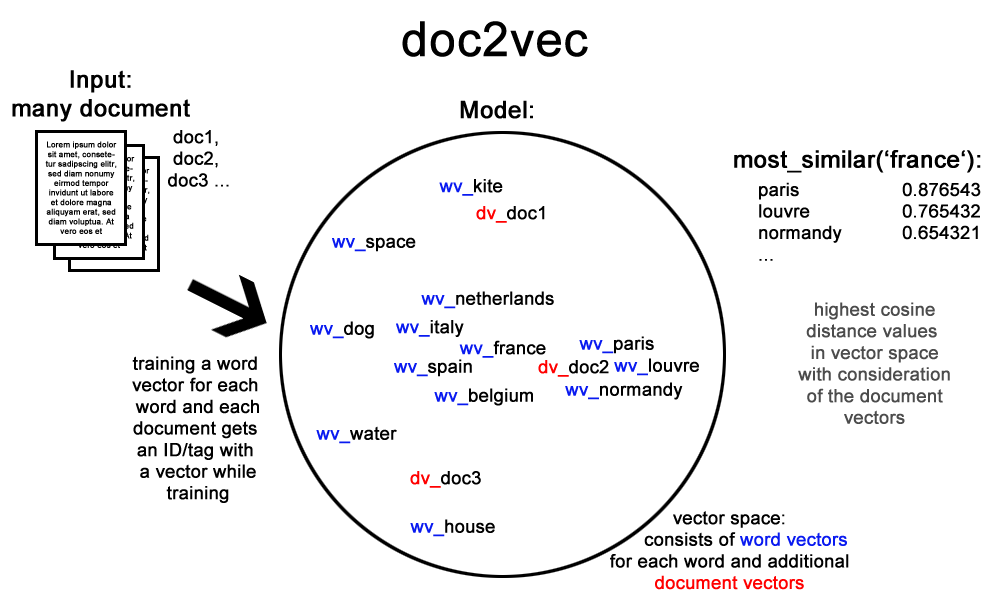 doc2vec
Input:
many document
doc1,
doc2,
doc3 ...
Lorem ipsum dolor
sit amet, consete-
tur sadipscing elitr,
sed diam nonumy
eirmod tempor
invidunt ut labore
et dolore magna
aliquyam erat, sed
diam voluptua. At
vero eos et
training a word
vector for each
word and each
document gets
an ID/tag with
a vector while
training
Model:
wv_kite
dv_doc1
wv_space
wv_netherlands
wv_dog
wv_italy
wv_france
wv_paris
wv_spain
dv_doc2
wv_louvre
wv_belgium
wv_normandy
wv_water
dv_doc3
wv_house
most_similar(‘france‘):
paris 0.876543
louvre 0.765432
normandy 0.654321
...
highest cosine
distance values
in vector space
with consideration
of the document
vectors
vector space:
consists of word vectors
for each word and additional
document vectors